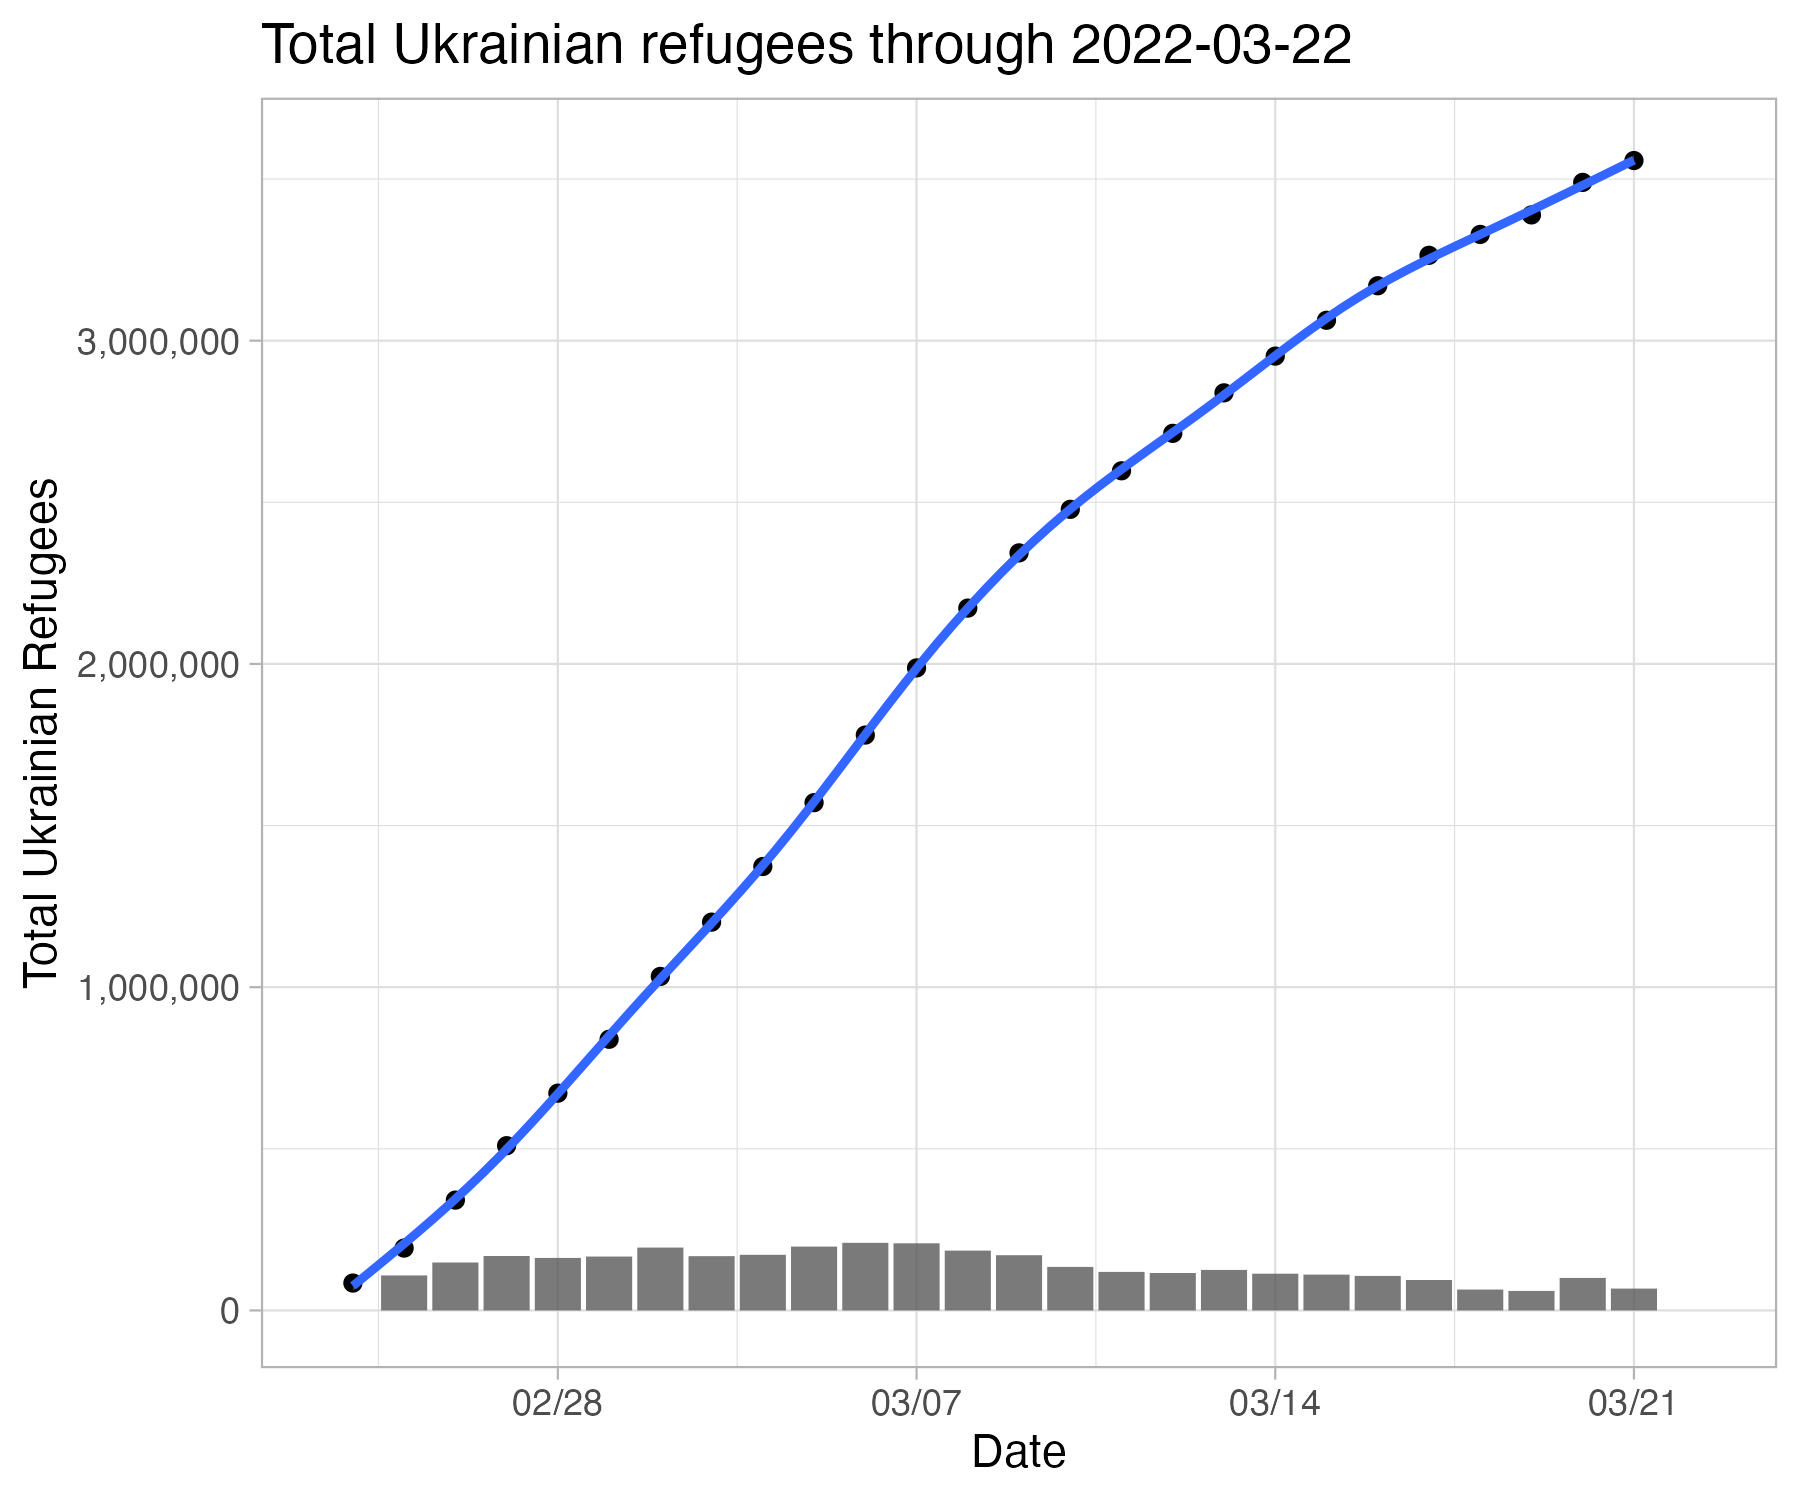 Total Ukrainian refugees through 2022-03-22
Total Ukrainian Refugees
3,000,000
2,000,000
1,000,000
0
02/28 03/07 03/14 03/21
Date